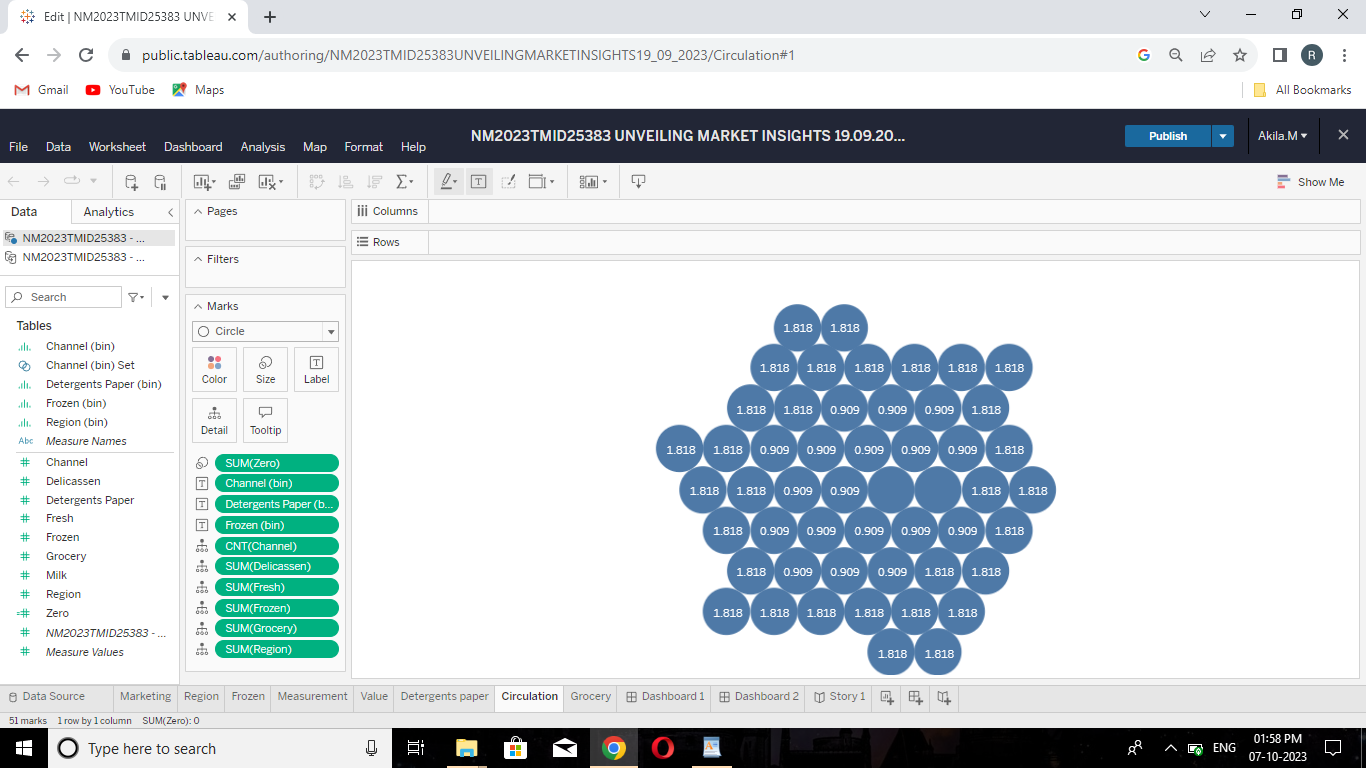 Edit | NM2023TMID25383 UNVE
public.tableau.com/authoring/NM2023TMID25383UNVEILINGMARKETINSIGHTS19_09_2023/Circulation#1
R
Gmail YouTube Maps All Bookmarks
NM2023TMID25383 UNVEILING MARKET INSIGHTS 19.09.20...
Publish Akila.M
File Data Worksheet Dashboard Analysis Map Format Help
Show Me
Data Analytics
NM2023TMID25383 - ...
NM2023TMID25383 - ...
Search
Tables
Channel (bin)
Channel (bin) Set
Detergents Paper (bin)
Frozen (bin)
Region (bin)
Abc Measure Names
Channel
Delicassen
Detergents Paper
Fresh
Frozen
Grocery
Milk
Region
Zero
NM2023TMID25383 - ...
Measure Values
Pages
Filters
Marks
Circle
Color Size Label
Detail Tooltip
SUM(Zero)
Channel (bin)
Detergents Paper (b...
Frozen (bin)
CNT(Channel)
SUM(Delicassen)
SUM(Fresh)
SUM(Frozen)
SUM(Grocery)
SUM(Region)
Columns
Rows
1.818 1.818
1.818 1.818 1.818 1.818 1.818 1.818
1.818 1.818 0.909 0.909 0.909 1.818
1.818 1.818 0.909 0.909 0.909 0.909 0.909 1.818
1.818 1.818 0.909 0.909 1.818 1.818
1.818 0.909 0.909 0.909 0.909 0.909 1.818
1.818 0.909 0.909 0.909 1.818 1.818
1.818 1.818 1.818 1.818 1.818 1.818
1.818 1.818
Data Source Marketing Region Frozen Measurement Value Detergents paper Circulation Grocery Dashboard 1 Dashboard 2 Story 1
51 marks 1 row by 1 column SUM(Zero): 0
Type here to search
ENG
01:58 PM
07-10-2023